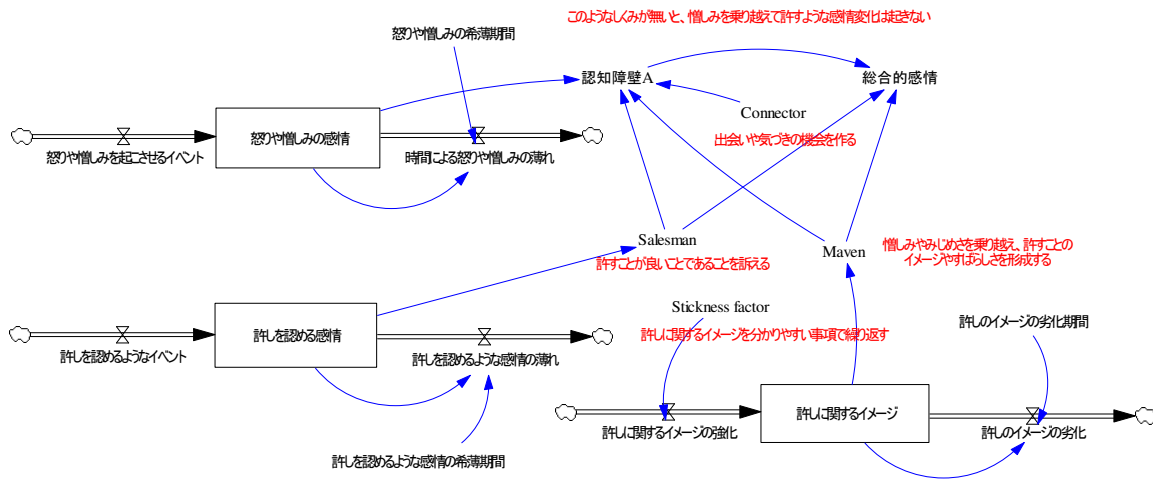 このようなしくみが無いと、憎しみを乗り越えて許すような感情変化は起きない
怒りや憎しみの希薄期間
認知障壁A
総合的感情
Connector
出会いや気づきの機会を作る
怒りや憎しみの感情
怒りや憎しみを起こさせるイベント
時間による怒りや憎しみの薄れ
Salesman
許すことが良いことであることを訴える
Maven
憎しみやみじめさを乗り越え、許すことの
イメージやすばらしさを形成する
Stickness factor
許しに関するイメージを分かりやすい事項で繰り返す
許しのイメージの劣化期間
許しを認める感情
許しを認めるようなイベント
許しを認めるような感情の薄れ
許しに関するイメージ
許しに関するイメージの強化
許しのイメージの劣化
許しを認めるような感情の希薄期間